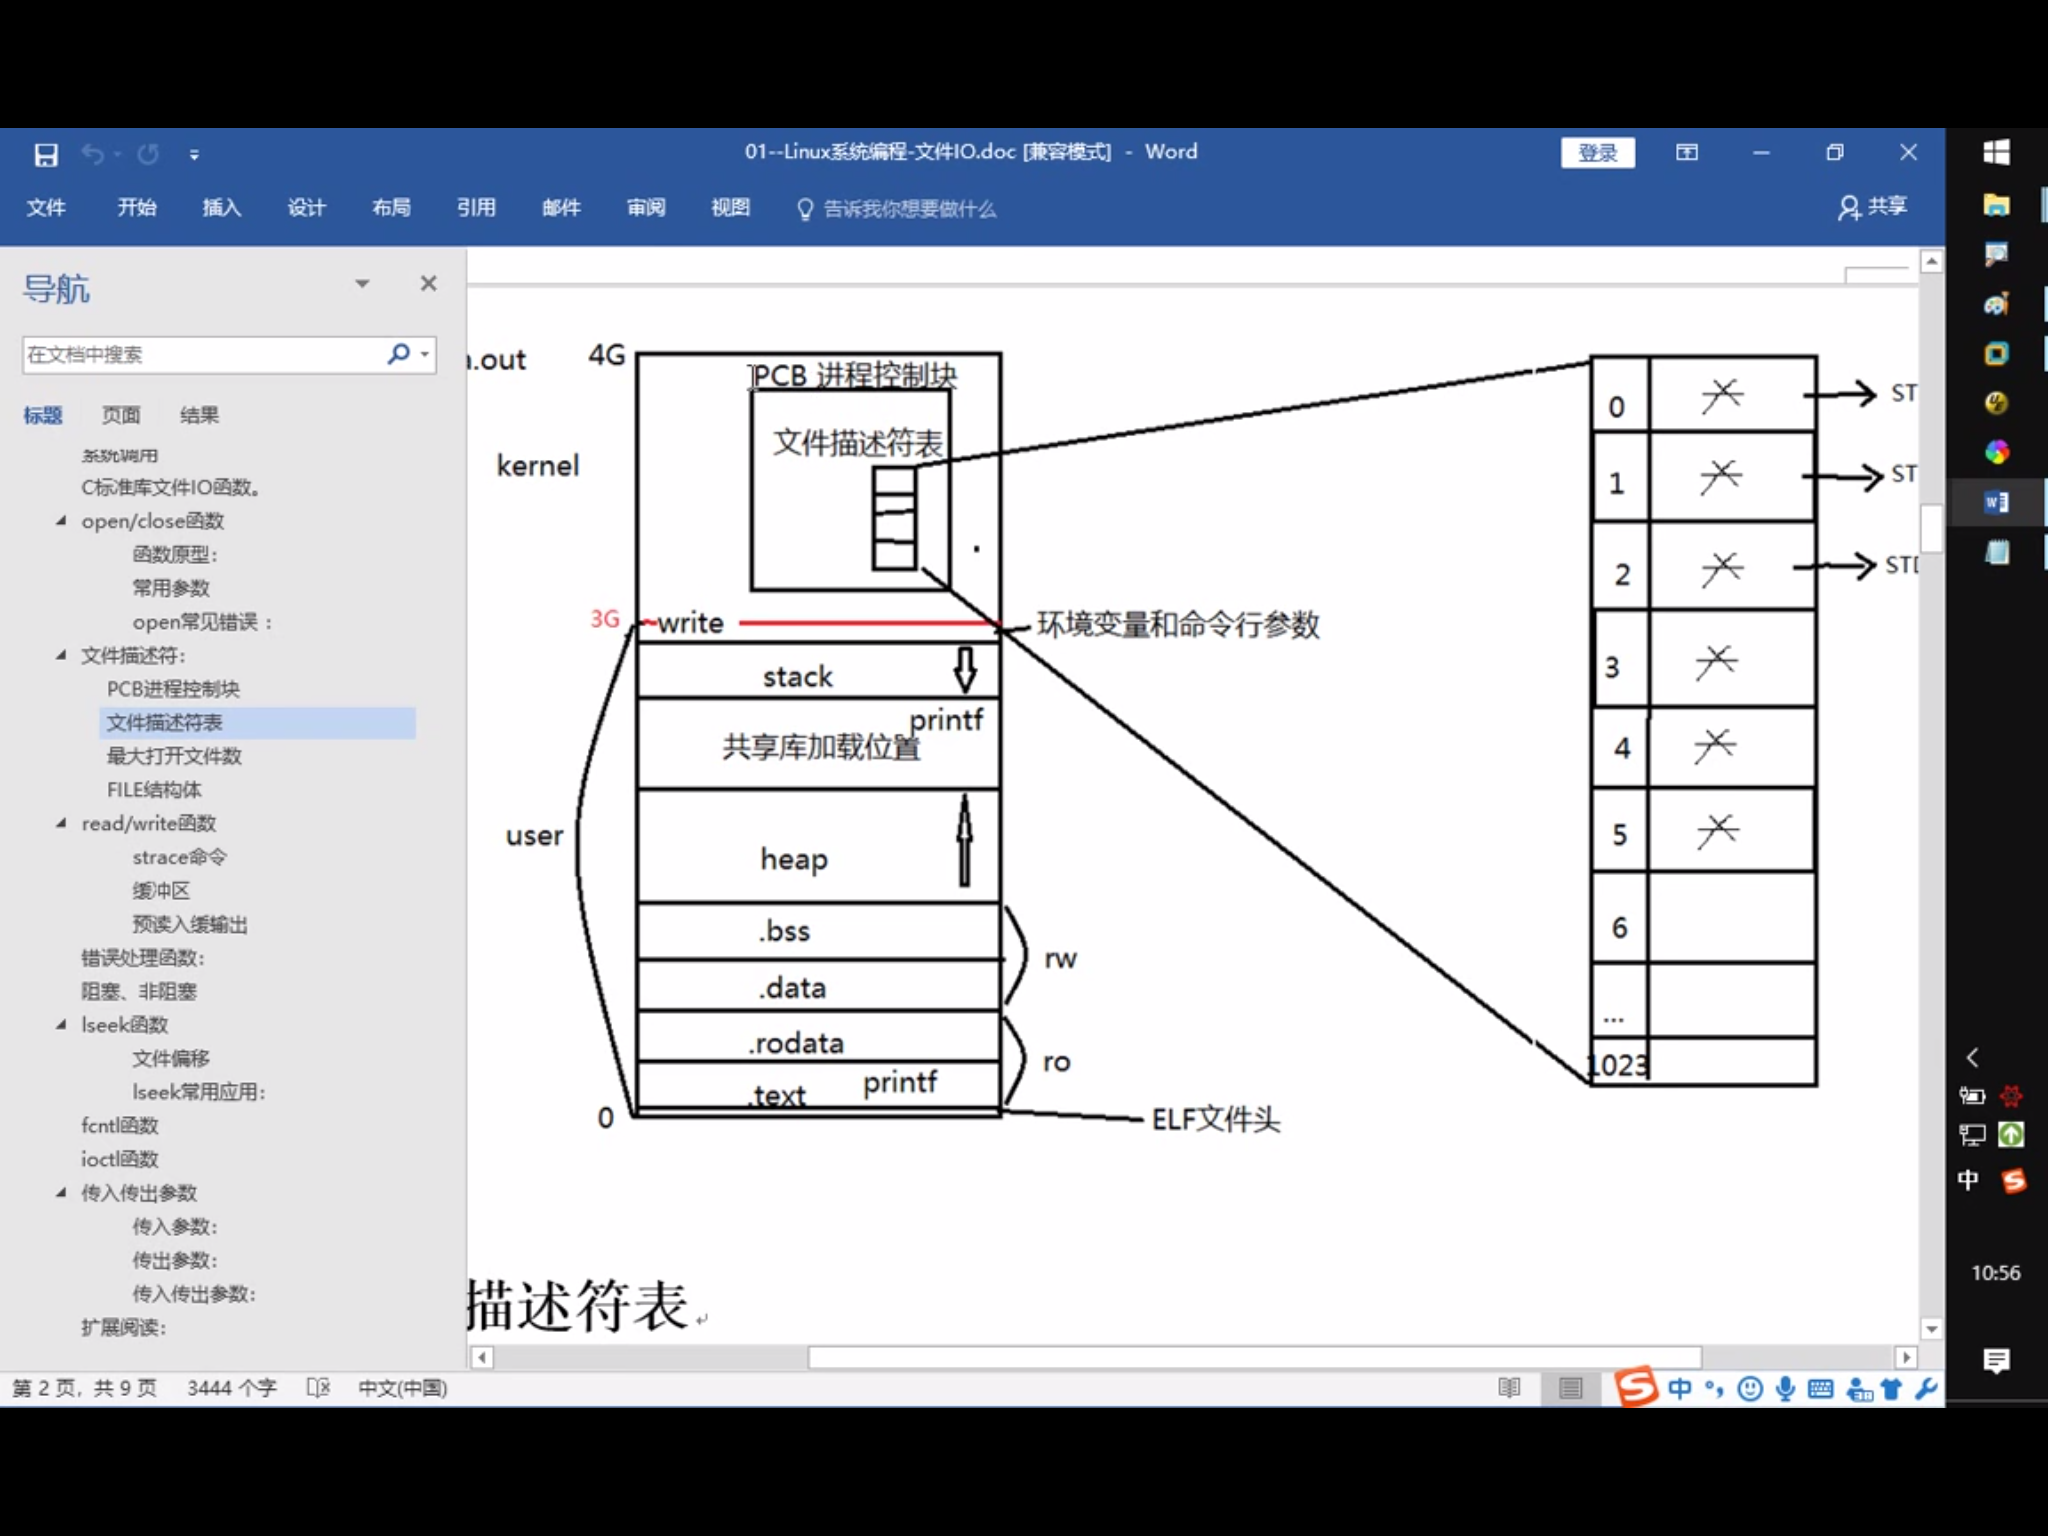 01--Linux系统编程-文件IO.doc [兼容模式] - Word
登录
文件 开始 插入 设计 布局 引用 邮件 审阅 视图 告诉我你想要做什么 共享
导航
在文档中搜索
标题 页面 结果
系统调用
C标准库文件IO函数。
open/close函数
函数原型：
常用参数
open常见错误：
文件描述符：
PCB进程控制块
文件描述符表
最大打开文件数
FILE结构体
read/write函数
strace命令
缓冲区
预读入缓输出
错误处理函数：
阻塞、非阻塞
lseek函数
文件偏移
lseek常用应用：
fcntl函数
ioctl函数
传入传出参数
传入参数：
传出参数：
传入传出参数：
扩展阅读：
.out
4G
PCB 进程控制块
文件描述符表
kernel
3G
write
环境变量和命令行参数
stack
printf
共享库加载位置
user
heap
.bss
rw
.data
.rodata
ro
.text printf
0
ELF文件头
0 ST
1 ST
2 STD
3
4
5
6
...
1023
描述符表
第 2 页，共 9 页 3444 个字 中文(中国)
中
中
10:56